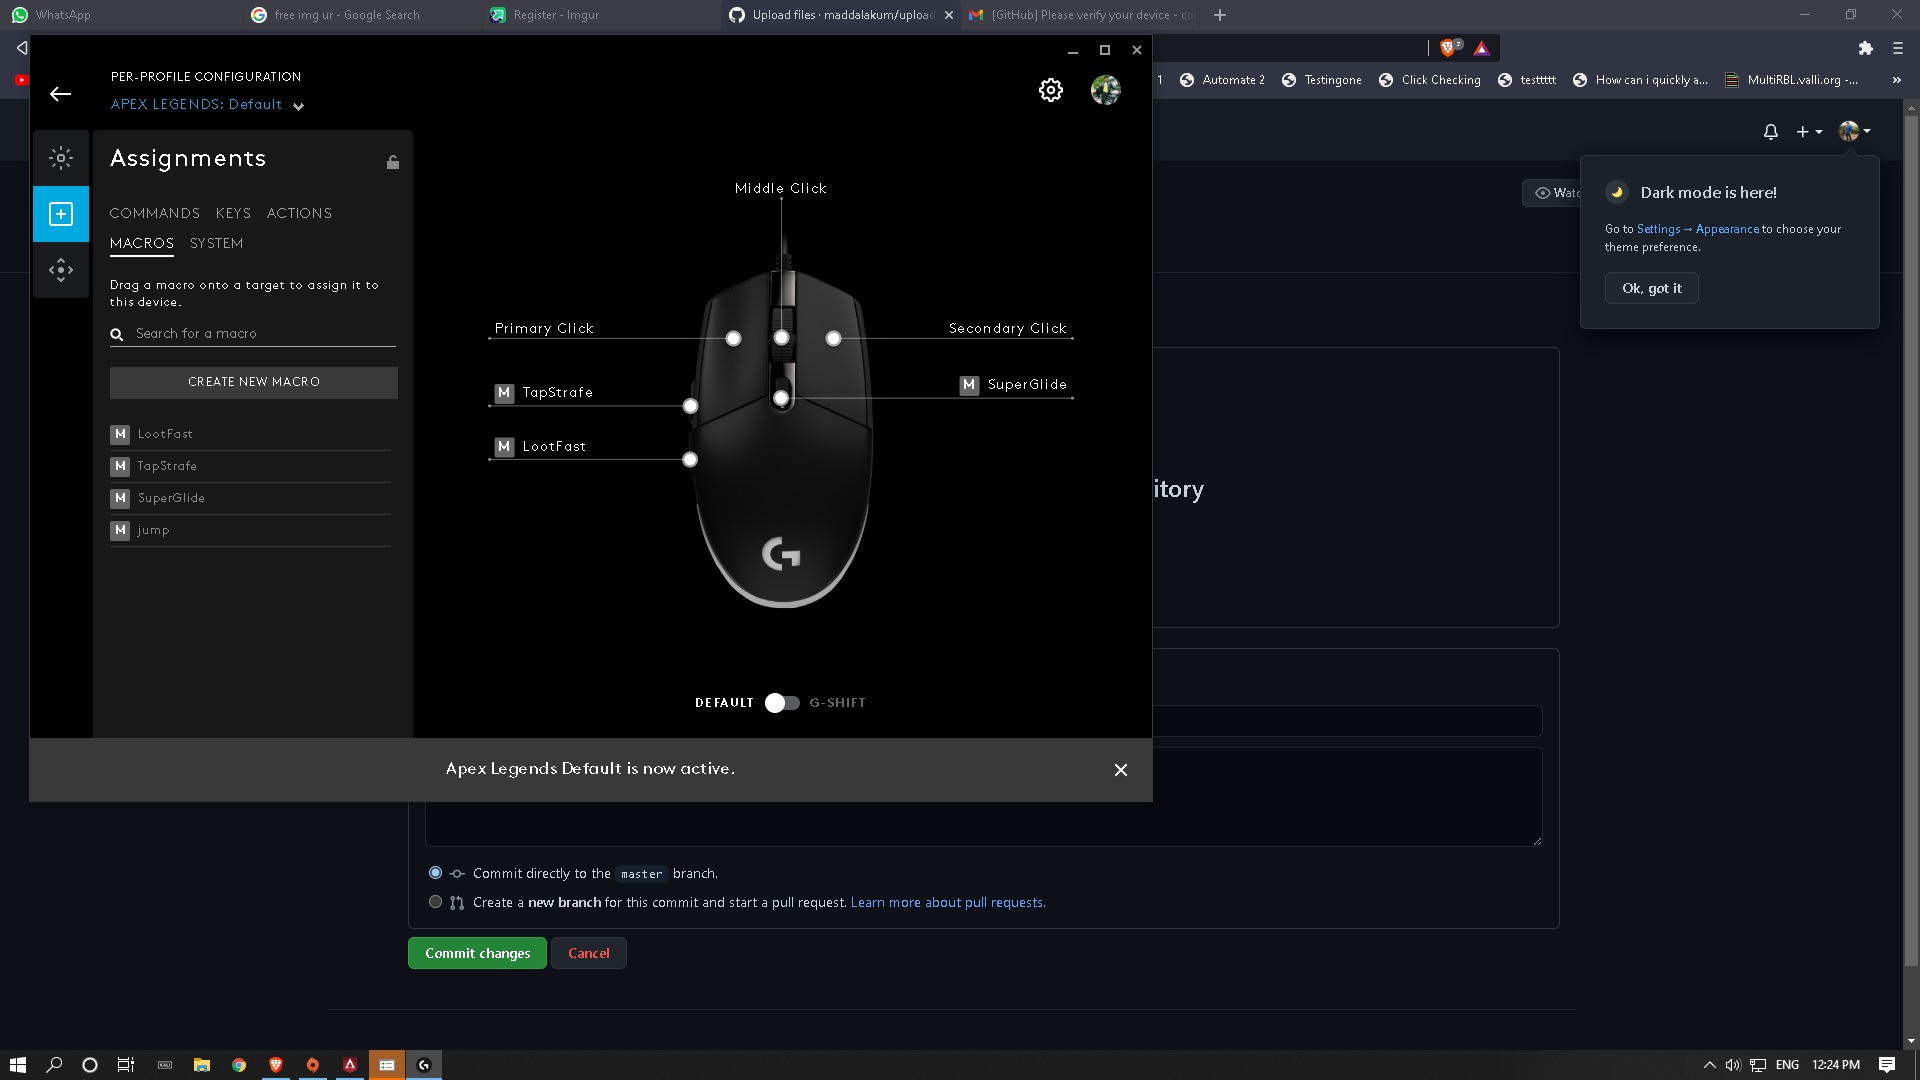 WhatsApp
free img ur - Google Search
Register - Imgur
Upload files · maddalakum/upload
[GitHub] Please verify your device - co
2
1
Automate 2
Testingone
Click Checking
testtttt
How can i quickly a...
MultiRBL.valli.org -...
»
PER-PROFILE CONFIGURATION
APEX LEGENDS: Default
Assignments
COMMANDS KEYS ACTIONS
MACROS SYSTEM
Drag a macro onto a target to assign it to
this device.
Search for a macro
CREATE NEW MACRO
M LootFast
M TapStrafe
M SuperGlide
M jump
Middle Click
Primary Click
Secondary Click
M TapStrafe
M SuperGlide
M LootFast
G
DEFAULT G-SHIFT
Apex Legends Default is now active.
Dark mode is here!
Go to Settings → Appearance to choose your
theme preference.
Ok, got it
itory
Commit directly to the master branch.
Create a new branch for this commit and start a pull request. Learn more about pull requests.
Commit changes
Cancel
ENG
12:24 PM